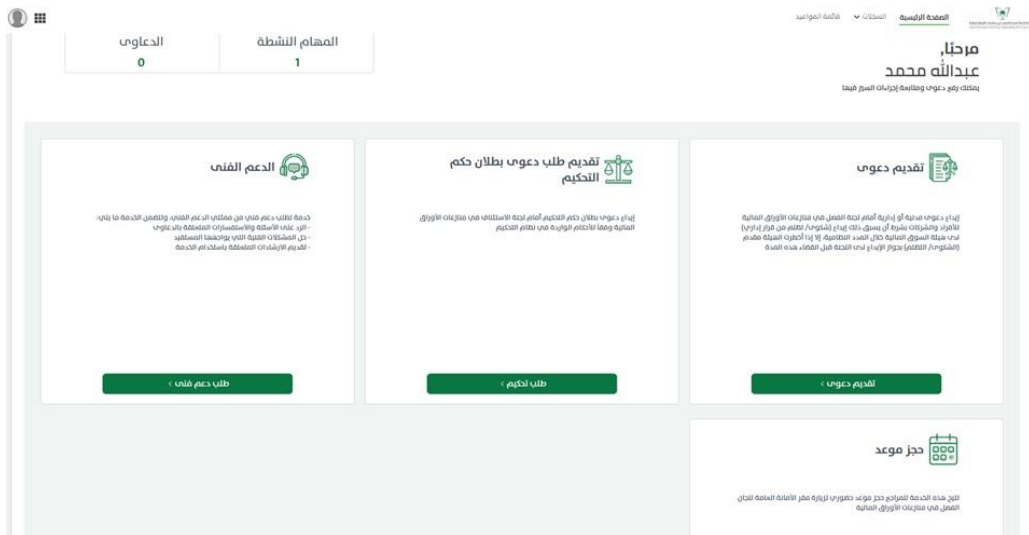 الصفحة الرئيسية
السجلات
قائمة المواعيد
مرحبًا,
عبدالله محمد
يمكنك رفع دعوى ومتابعة إجراءات السير فيها
المهام النشطة
1
الدعاوى
0
تقديم دعوى
إيداع دعوى مدنية أو إدارية أمام لجنة الفصل في منازعات الأوراق المالية
للأفراد والشركات بشرط أن يسبق ذلك إيداع (شكوى/ تظلم من قرار إداري)
لدى هيئة السوق المالية خلال المدد النظامية، إلا إذا أخطرت الهيئة مقدم
(الشكوى/ التظلم) بجواز الإيداع لدى اللجنة قبل انقضاء هذه المدة
تقديم دعوى >
تقديم طلب دعوى بطلان حكم
التحكيم
إيداع دعوى بطلان حكم التحكيم أمام لجنة الاستئناف في منازعات الأوراق
المالية وفقاً للأحكام الواردة في نظام التحكيم
طلب تحكيم >
الدعم الفني
خدمة لطلب دعم فني من ممثلي الدعم الفني، وتتضمن الخدمة ما يلي:
- الرد على الأسئلة والاستفسارات المتعلقة بالدعاوى
- حل المشكلات الفنية التي يواجهها المستفيد
- تقديم الارشادات المتعلقة باستخدام الخدمة
طلب دعم فني >
حجز موعد
تتيح هذه الخدمة للمراجع حجز موعد حضوري لزيارة مقر الأمانة العامة للجان
الفصل في منازعات الأوراق المالية